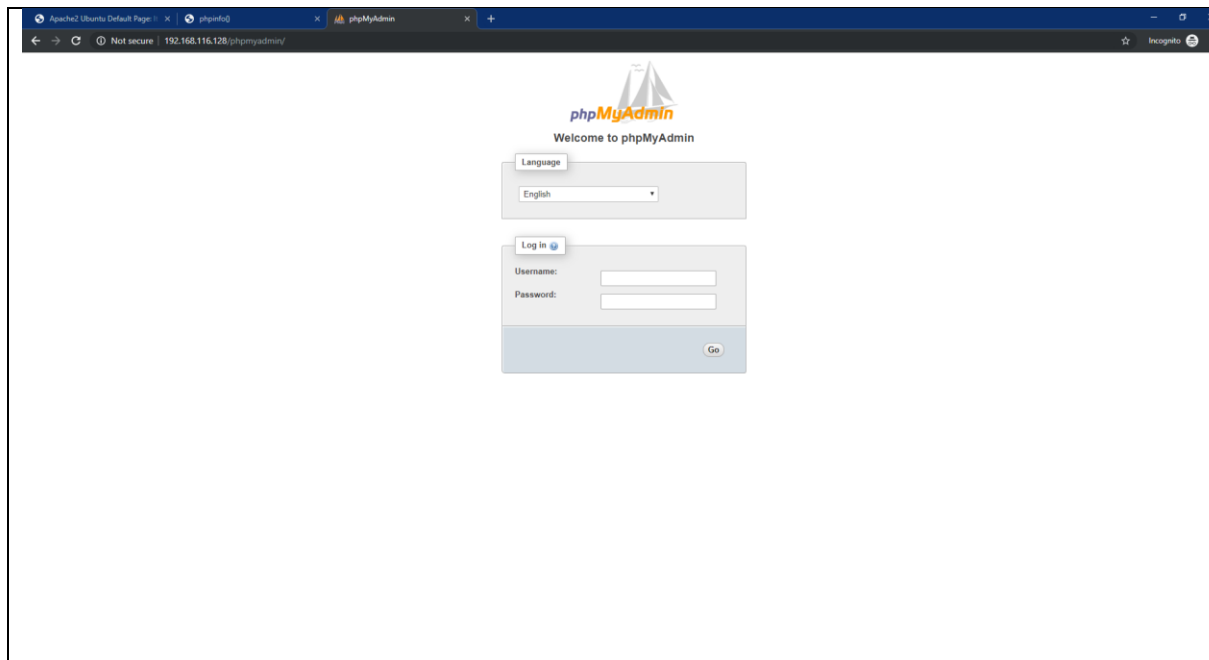 Apache2 Ubuntu Default Page: It
phpinfo()
phpMyAdmin
Not secure | 192.168.116.128/phpmyadmin/
Incognito
phpMyAdmin
Welcome to phpMyAdmin
Language
English
Log in
Username:
Password:
Go